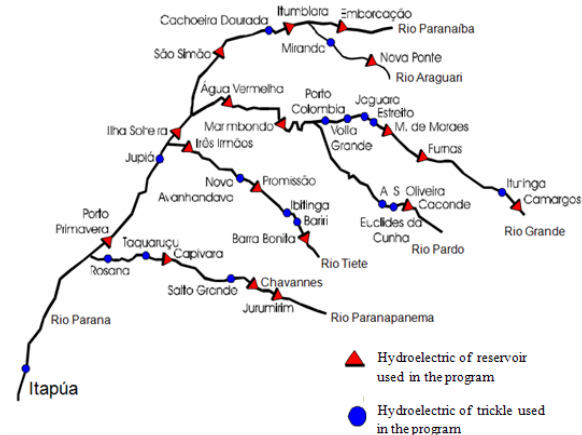 Itumbiara
Cachoeira Dourada
Emborcação
Rio Paranaíba
Miranda
São Simão
Nova Ponte
Rio Araguari
Água Vermelha
Porto
Colombia
Jaguara
Estreito
Ilha Solteira
Marimbondo
Volta
Grande
M. de Moraes
Três Irmãos
Furnas
Jupiá
Nova
Avanhandava
Promissão
A S Oliveira
Caconde
Itutinga
Camargos
Ibitinga
Bariri
Euclides da
Cunha
Rio Grande
Porto
Primavera
Barra Bonita
Rio Pardo
Taquaruçu
Capivara
Rio Tiete
Rosana
Salto Grande
Chavannes
Jurumirim
Rio Parana
Rio Paranapanema
Itapúa
Hydroelectric of reservoir
used in the program
Hydroelectric of trickle used
in the program